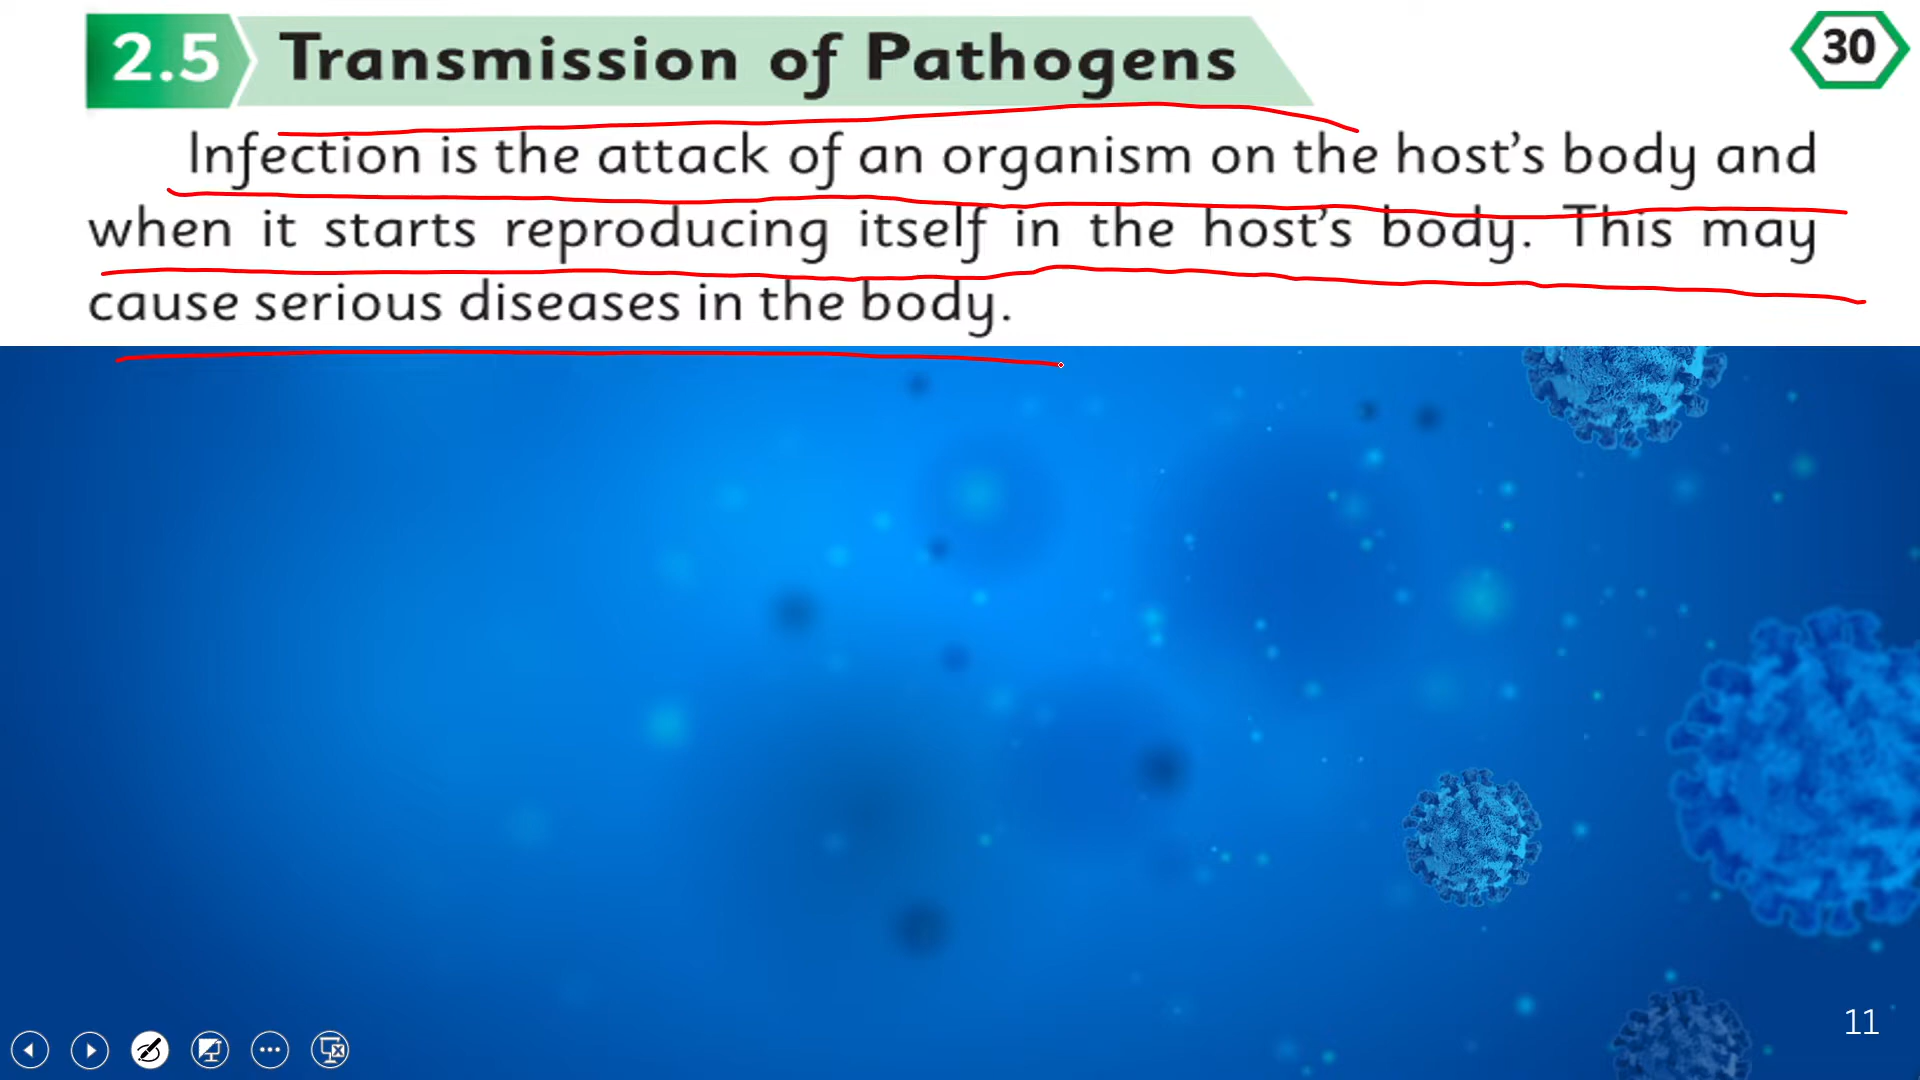 2.5 Transmission of Pathogens
30
Infection is the attack of an organism on the host’s body and
when it starts reproducing itself in the host’s body. This may
cause serious diseases in the body.
11